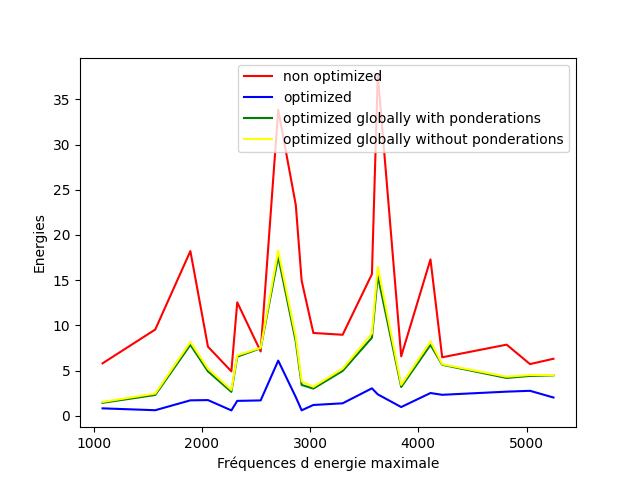 non optimized
optimized
optimized globally with ponderations
optimized globally without ponderations
35
30
25
20
15
10
5
0
Energies
1000 2000 3000 4000 5000
Fréquences d energie maximale